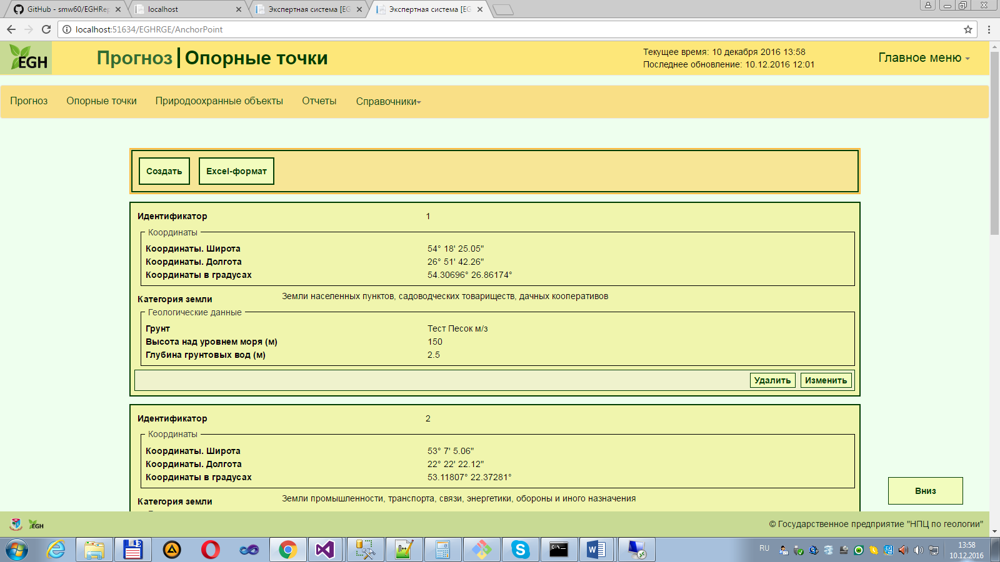 GitHub - smw60/EGHRep
localhost
Экспертная система [EG
Экспертная система [EG
localhost:51634/EGHRGE/AnchorPoint
EGH
Прогноз | Опорные точки
Текущее время: 10 декабря 2016 13:58
Последнее обновление: 10.12.2016 12:01
Главное меню
Прогноз Опорные точки Природоохранные объекты Отчеты Справочники
Создать Excel-формат
Идентификатор 1
Координаты
Координаты. Широта 54° 18' 25.05"
Координаты. Долгота 26° 51' 42.26"
Координаты в градусах 54.30696° 26.86174°
Категория земли Земли населенных пунктов, садоводческих товариществ, дачных кооперативов
Геологические данные
Грунт Тест Песок м/з
Высота над уровнем моря (м) 150
Глубина грунтовых вод (м) 2.5
Удалить Изменить
Идентификатор 2
Координаты
Координаты. Широта 53° 7' 5.06"
Координаты. Долгота 22° 22' 22.12"
Координаты в градусах 53.11807° 22.37281°
Категория земли Земли промышленности, транспорта, связи, энергетики, обороны и иного назначения
Вниз
EGH
© Государственное предприятие "НПЦ по геологии"
RU
13:58
10.12.2016